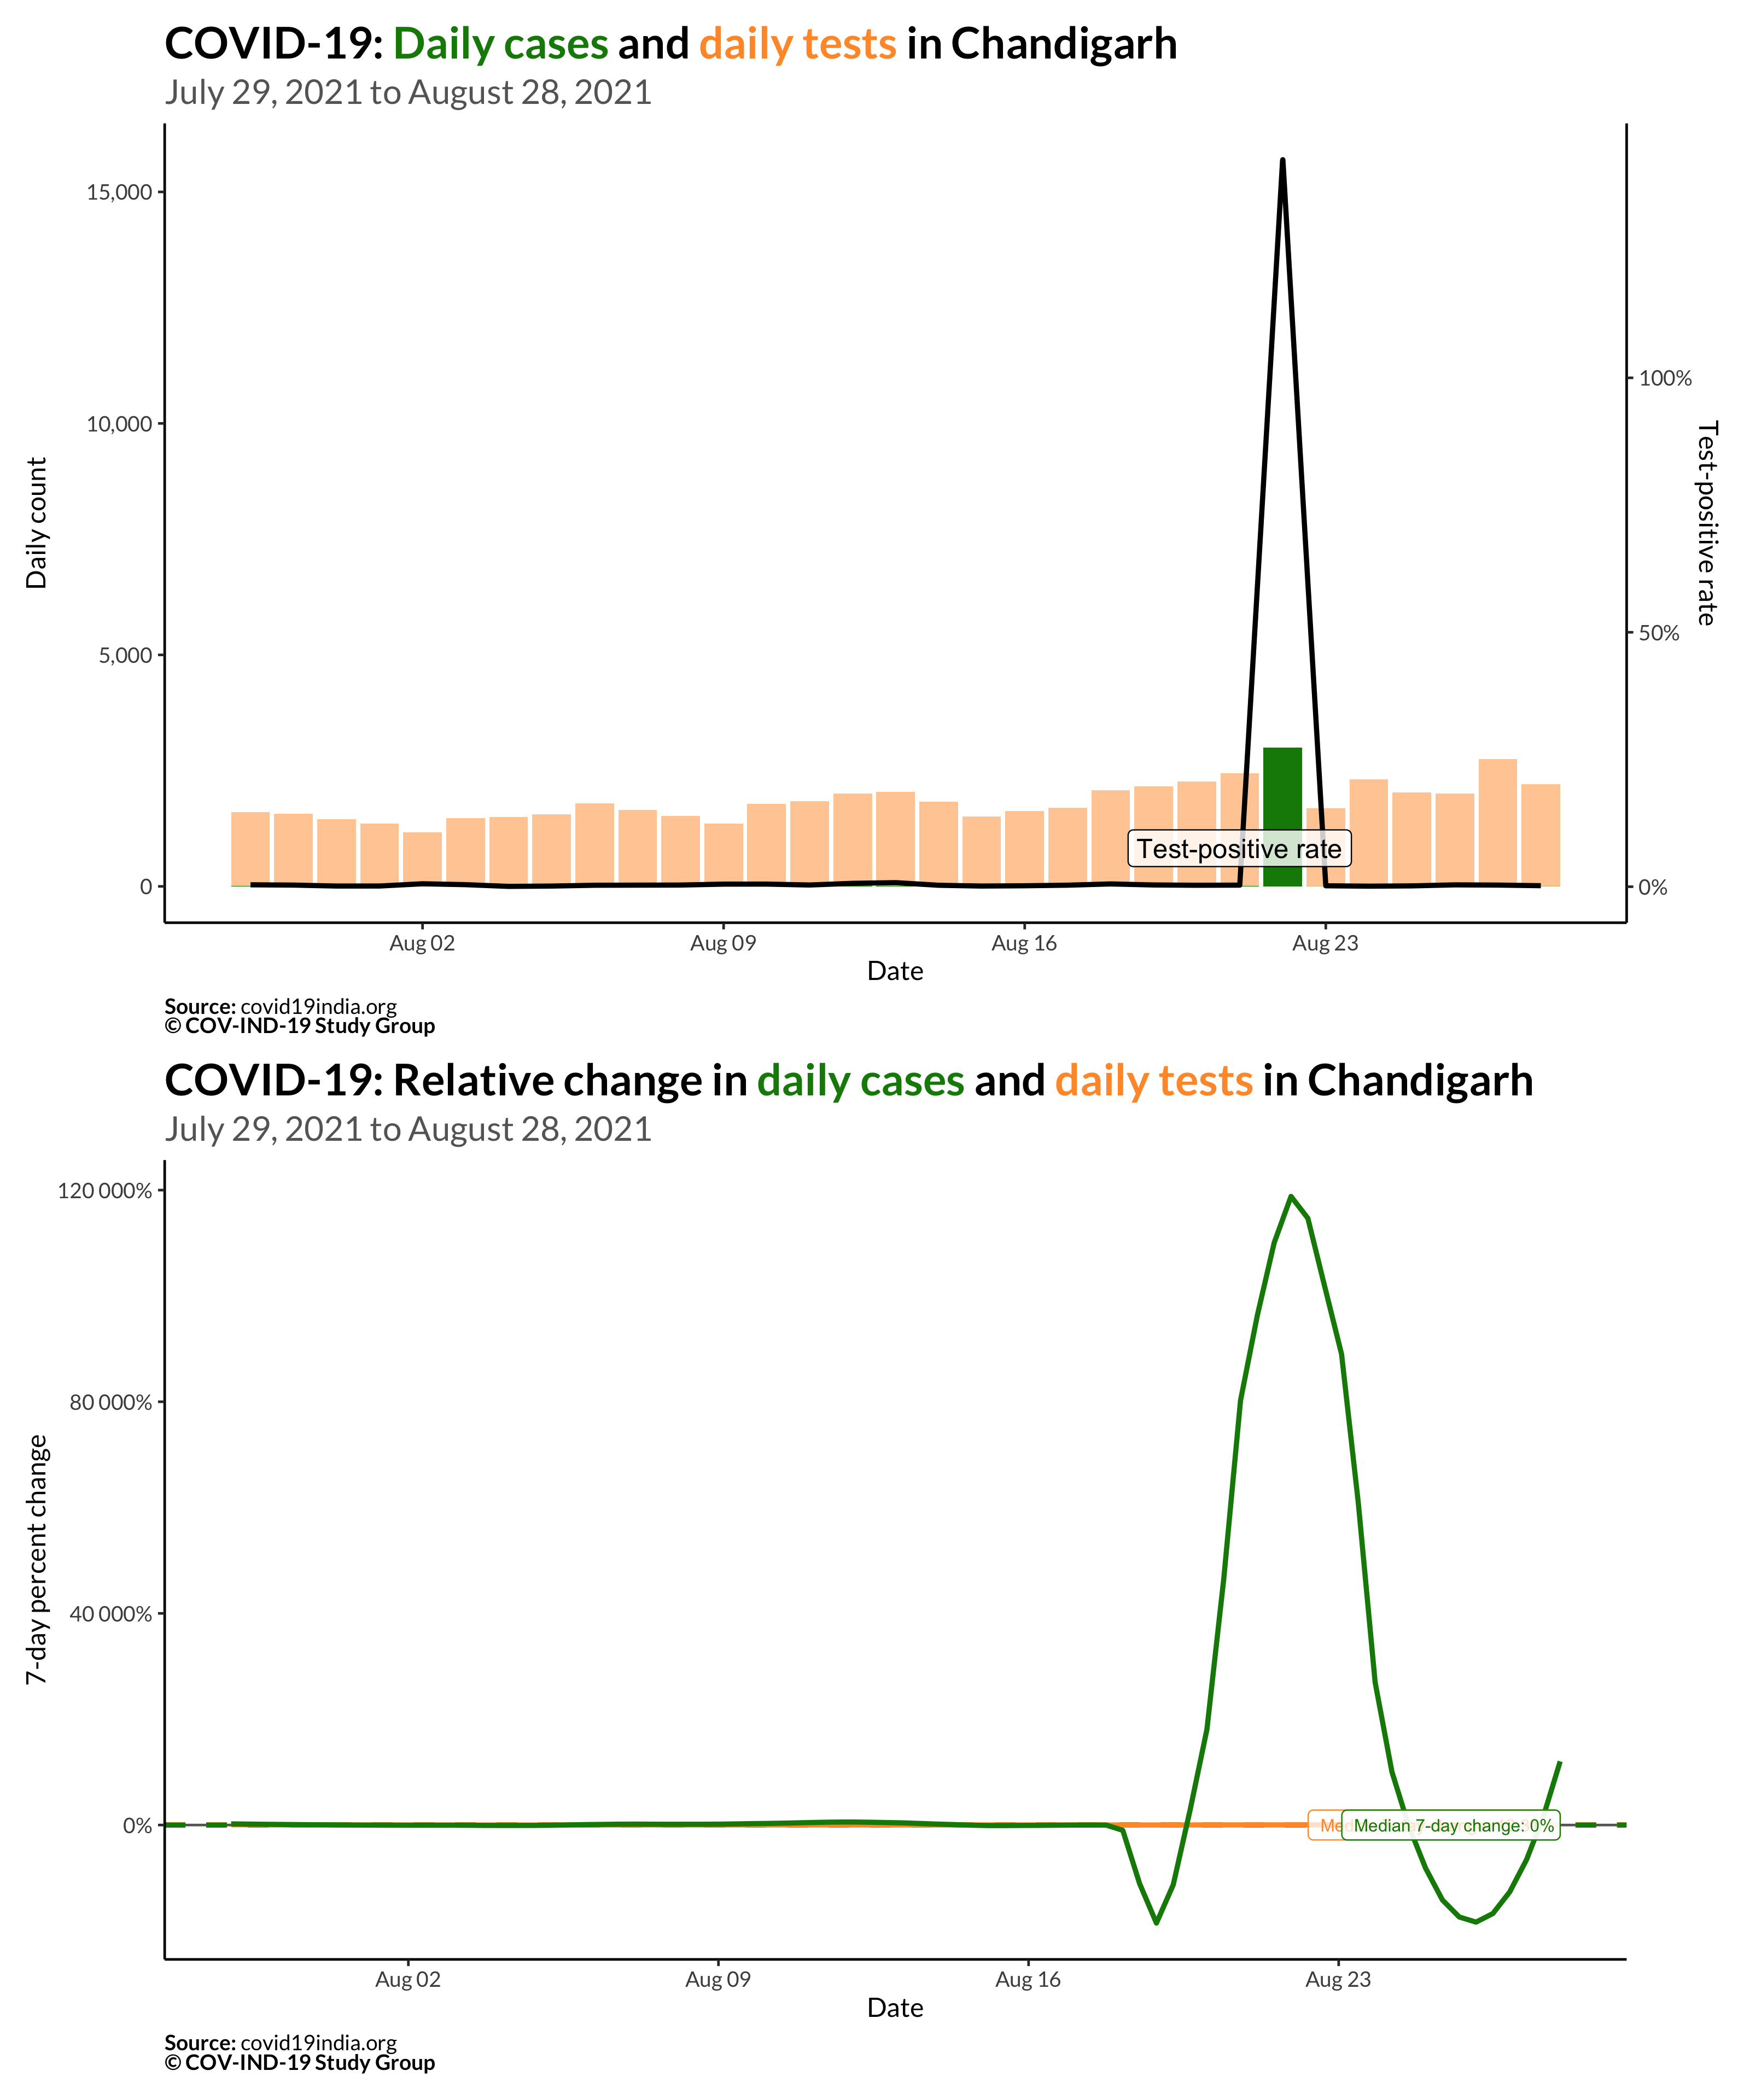 COVID-19: Daily cases and daily tests in Chandigarh
July 29, 2021 to August 28, 2021
15,000
10,000
5,000
0
Daily count
100%
50%
0%
Test-positive rate
Test-positive rate
Aug 02
Aug 09
Aug 16
Aug 23
Date
Source: covid19india.org
© COV-IND-19 Study Group
COVID-19: Relative change in daily cases and daily tests in Chandigarh
July 29, 2021 to August 28, 2021
120 000%
80 000%
40 000%
0%
7-day percent change
Median 7-day change: 0%
Aug 02
Aug 09
Aug 16
Aug 23
Date
Source: covid19india.org
© COV-IND-19 Study Group